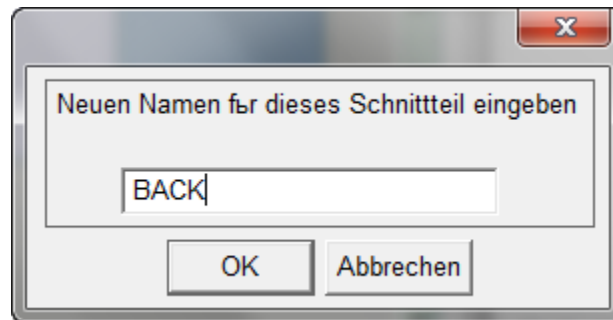 Neuen Namen fьr dieses Schnittteil eingeben
BACK
OK
Abbrechen